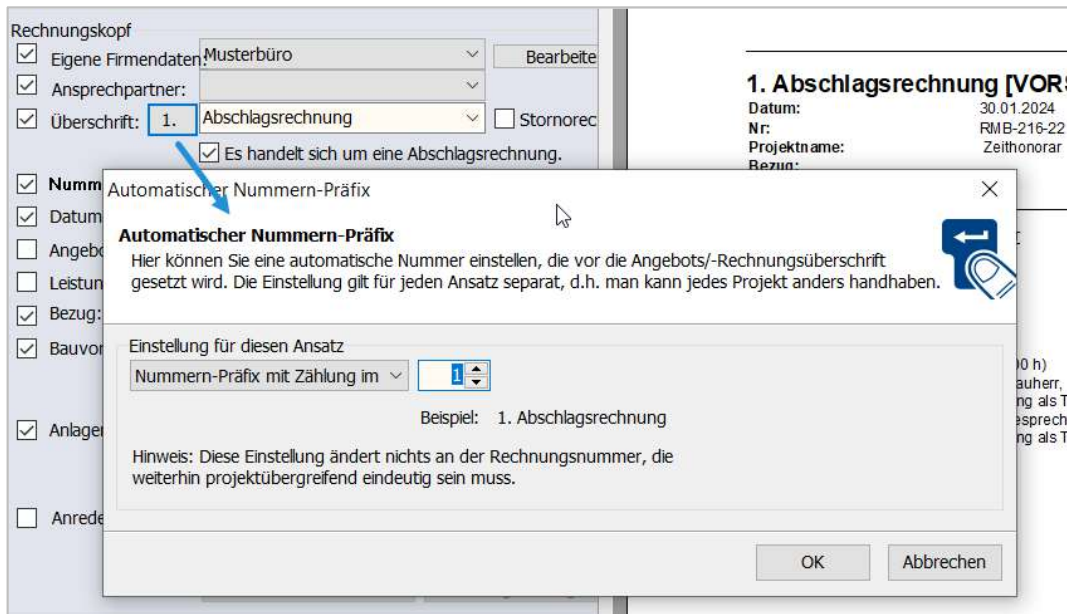 Rechnungskopf
Eigene Firmendaten:
Musterbüro
Bearbeite
Ansprechpartner:
Überschrift:
1.
Abschlagsrechnung
Stornorec
Es handelt sich um eine Abschlagsrechnung.
Numm
Datum
Angebo
Leistun
Bezug:
Bauvor
Anlager
Anrede
1. Abschlagsrechnung [VORS
Datum: 30.01.2024
Nr: RMB-216-22
Projektname: Zeithonorar
Bezug:
Automatischer Nummern-Präfix
Automatischer Nummern-Präfix
Hier können Sie eine automatische Nummer einstellen, die vor die Angebots/-Rechnungsüberschrift
gesetzt wird. Die Einstellung gilt für jeden Ansatz separat, d.h. man kann jedes Projekt anders handhaben.
Einstellung für diesen Ansatz
Nummern-Präfix mit Zählung im
1
Beispiel: 1. Abschlagsrechnung
Hinweis: Diese Einstellung ändert nichts an der Rechnungsnummer, die
weiterhin projektübergreifend eindeutig sein muss.
OK
Abbrechen
00 h)
auherr,
ng als T
esprech
ng als T